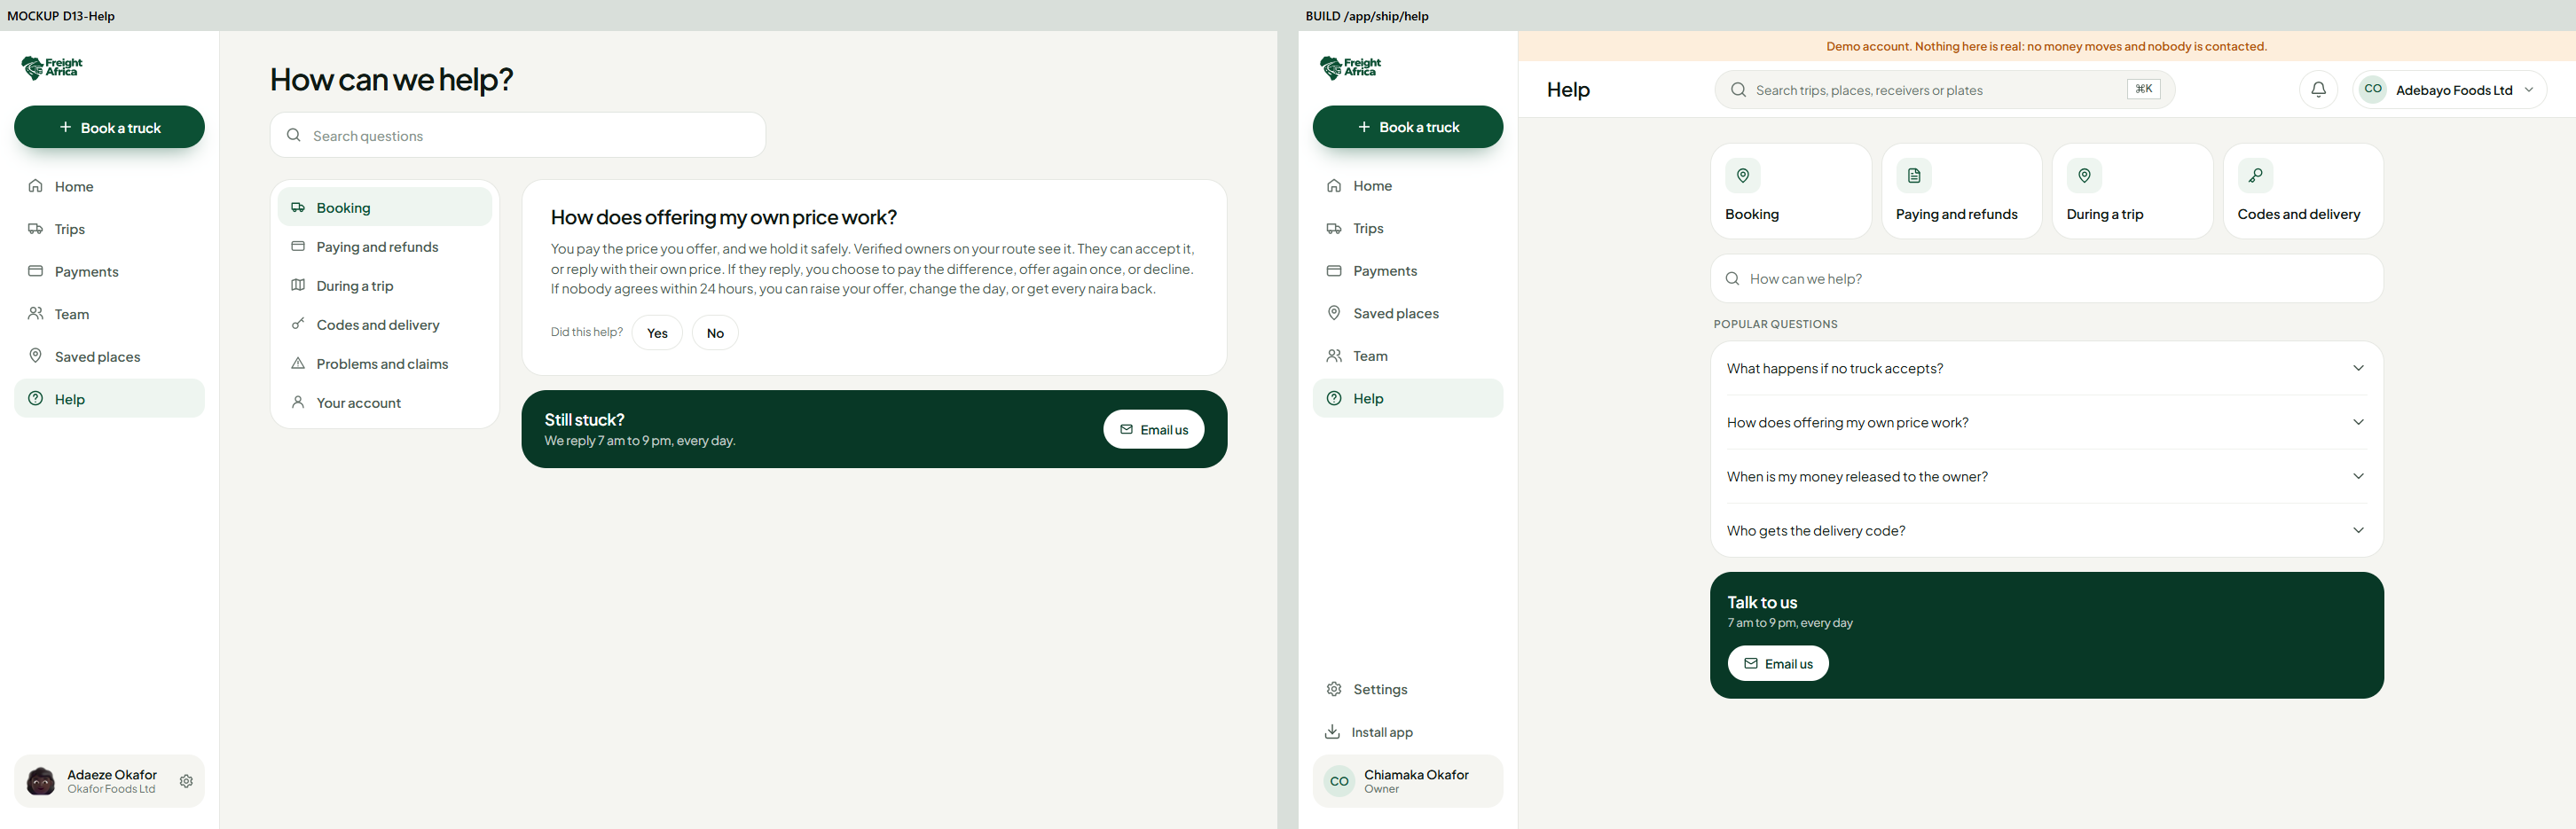 MOCKUP D13-Help
Freight
Africa
Book a truck
Home
Trips
Payments
Team
Saved places
Help
Adaeze Okafor
Okafor Foods Ltd
How can we help?
Search questions
Booking
Paying and refunds
During a trip
Codes and delivery
Problems and claims
Your account
How does offering my own price work?
You pay the price you offer, and we hold it safely. Verified owners on your route see it. They can accept it,
or reply with their own price. If they reply, you choose to pay the difference, offer again once, or decline.
If nobody agrees within 24 hours, you can raise your offer, change the day, or get every naira back.
Did this help? Yes No
Still stuck?
We reply 7 am to 9 pm, every day.
Email us
BUILD /app/ship/help
Freight
Africa
Book a truck
Home
Trips
Payments
Saved places
Team
Help
Settings
Install app
CO
Chiamaka Okafor
Owner
Demo account. Nothing here is real: no money moves and nobody is contacted.
Help
Search trips, places, receivers or plates
⌘K
CO
Adebayo Foods Ltd
Booking
Paying and refunds
During a trip
Codes and delivery
How can we help?
POPULAR QUESTIONS
What happens if no truck accepts?
How does offering my own price work?
When is my money released to the owner?
Who gets the delivery code?
Talk to us
7 am to 9 pm, every day
Email us